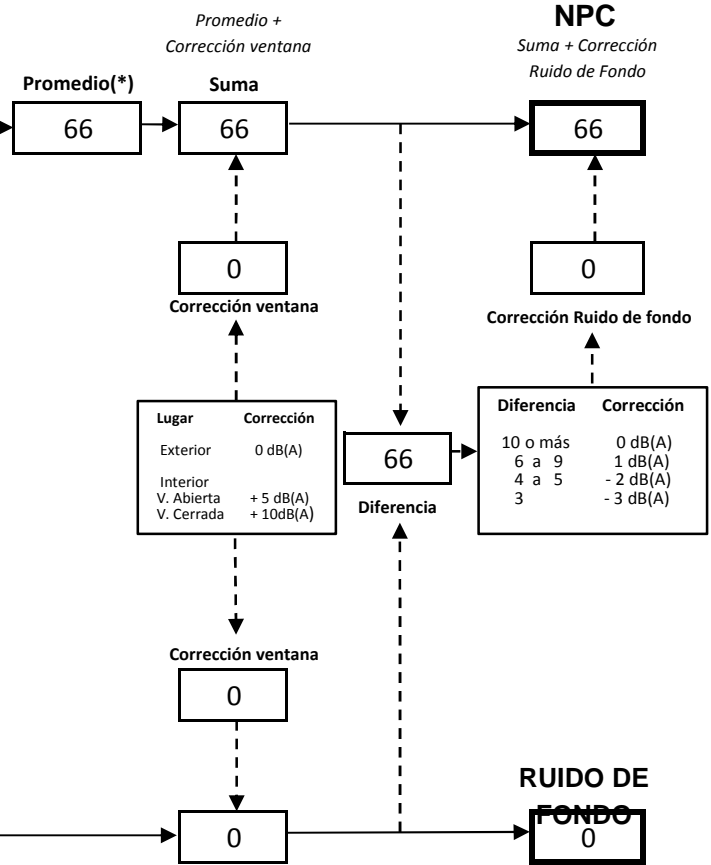 Promedio +
Corrección ventana
NPC
Suma + Corrección
Ruido de Fondo
Promedio(*)
Suma
66
66
66
0
0
Corrección ventana
Corrección Ruido de fondo
Lugar Corrección
Exterior 0 dB(A)
Interior
V. Abierta + 5 dB(A)
V. Cerrada + 10dB(A)
66
Diferencia
Diferencia Corrección
10 o más 0 dB(A)
6 a 9 1 dB(A)
4 a 5 - 2 dB(A)
3 - 3 dB(A)
Corrección ventana
0
RUIDO DE
FONDO
0
0